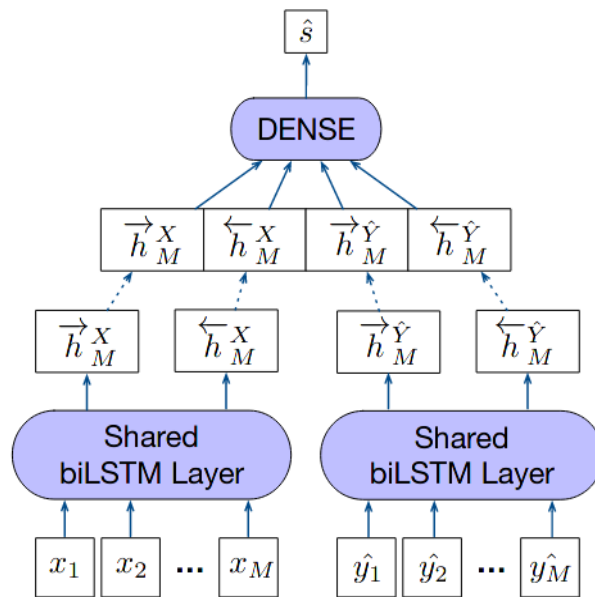 ŝ
DENSE
→h^X_M ←h^X_M →h^Ŷ_M ←h^Ŷ_M
→h^X_M ←h^X_M →h^Ŷ_M ←h^Ŷ_M
Shared biLSTM Layer Shared biLSTM Layer
x_1 x_2 ... x_M ŷ_1 ŷ_2 ... ŷ_M